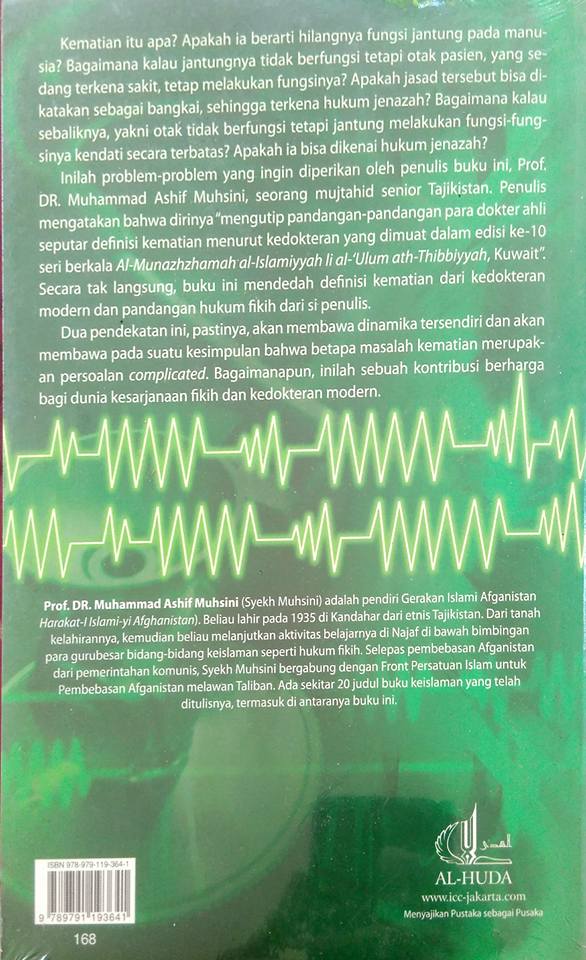 Kematian itu apa? Apakah ia berarti hilangnya fungsi jantung pada manu-
sia? Bagaimana kalau jantungnya tidak berfungsi tetapi otak pasien, yang se-
dang terkena sakit, tetap melakukan fungsinya? Apakah jasad tersebut bisa di-
katakan sebagai bangkai, sehingga terkena hukum jenazah? Bagaimana kalau
sebaliknya, yakni otak tidak berfungsi tetapi jantung melakukan fungsi-fung-
sinya kendati secara terbatas? Apakah ia bisa dikenai hukum jenazah?
Inilah problem-problem yang ingin diperikan oleh penulis buku ini, Prof.
DR. Muhammad Ashif Muhsini, seorang mujtahid senior Tajikistan. Penulis
mengatakan bahwa dirinya "mengutip pandangan-pandangan para dokter ahli
seputar definisi kematian menurut kedokteran yang dimuat dalam edisi ke-10
seri berkala Al-Munazhzhamah al-Islamiyyah li al-'Ulum ath-Thibbiyyah, Kuwait".
Secara tak langsung, buku ini mendedah definisi kematian dari kedokteran
modern dan pandangan hukum fikih dari si penulis.
Dua pendekatan ini, pastinya, akan membawa dinamika tersendiri dan akan
membawa pada suatu kesimpulan bahwa betapa masalah kematian merupak-
an persoalan complicated. Bagaimanapun, inilah sebuah kontribusi berharga
bagi dunia kesarjanaan fikih dan kedokteran modern.
Prof. DR. Muhammad Ashif Muhsini (Syekh Muhsini) adalah pendiri Gerakan Islami Afganistan
Harakat-I Islami-yi Afghanistan). Beliau lahir pada 1935 di Kandahar dari etnis Tajikistan. Dari tanah
kelahirannya, kemudian beliau melanjutkan aktivitas belajarnya di Najaf di bawah bimbingan
para gurubesar bidang-bidang keislaman seperti hukum fikih. Selepas pembebasan Afganistan
dari pemerintahan komunis, Syekh Muhsini bergabung dengan Front Persatuan Islam untuk
Pembebasan Afganistan melawan Taliban. Ada sekitar 20 judul buku keislaman yang telah
ditulisnya, termasuk di antaranya buku ini.
ISBN 978-979-119-364-1
9 789791 193641
168
الهدى
AL-HUDA
www.icc-jakarta.com
Menyajikan Pustaka sebagai Pusaka